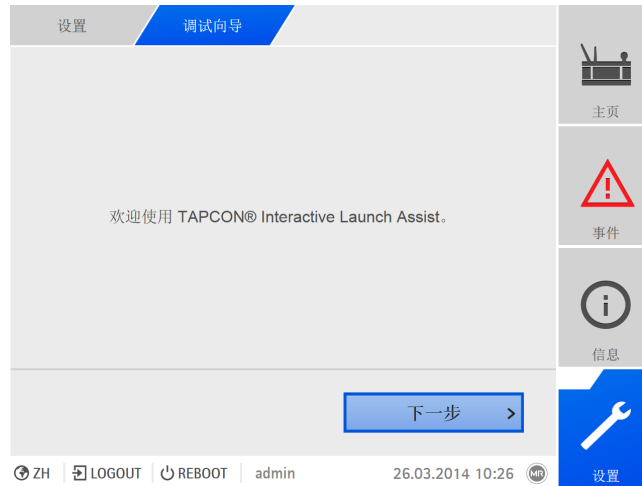 设置
调试向导
主页
事件
欢迎使用 TAPCON® Interactive Launch Assist。
信息
下一步
设置
ZH LOGOUT REBOOT admin 26.03.2014 10:26 MR